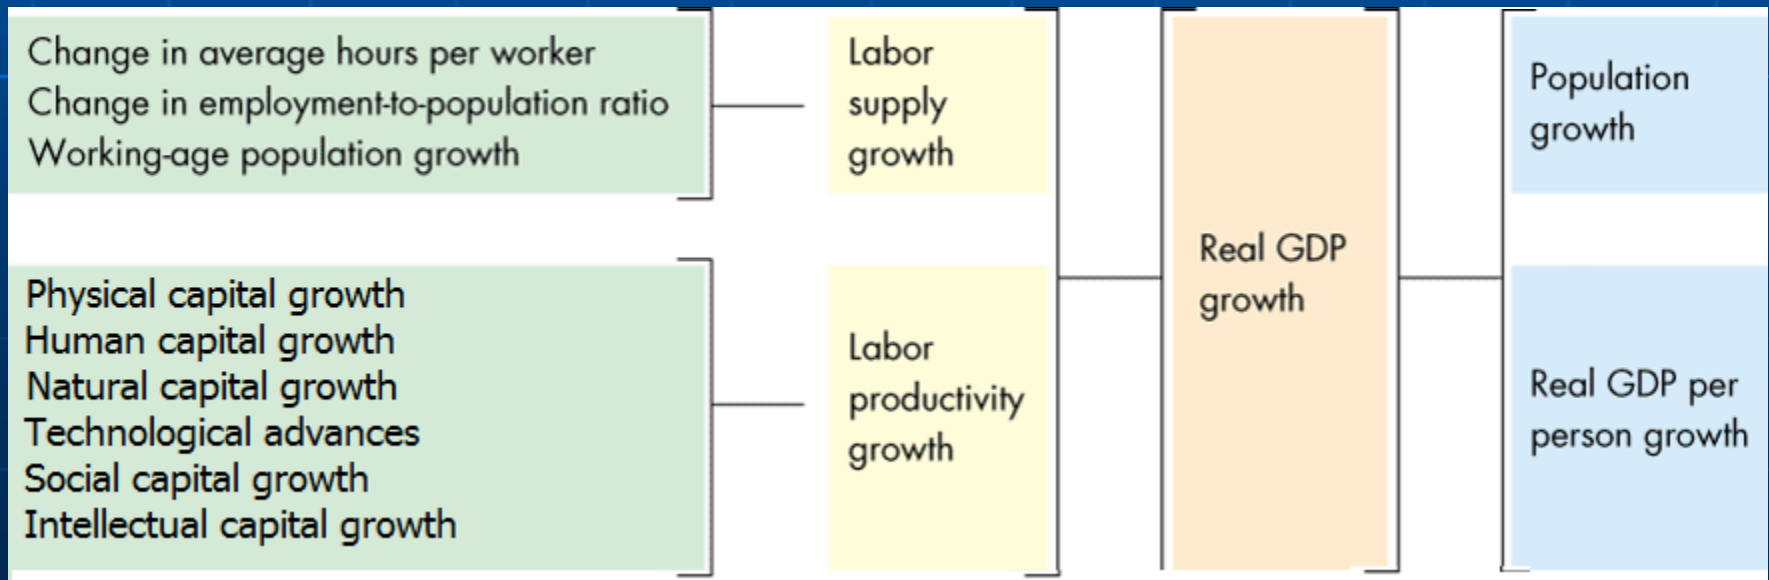 Change in average hours per worker
Change in employment-to-population ratio
Working-age population growth
Labor
supply
growth
Physical capital growth
Human capital growth
Natural capital growth
Technological advances
Social capital growth
Intellectual capital growth
Labor
productivity
growth
Real GDP
growth
Population
growth
Real GDP per
person growth